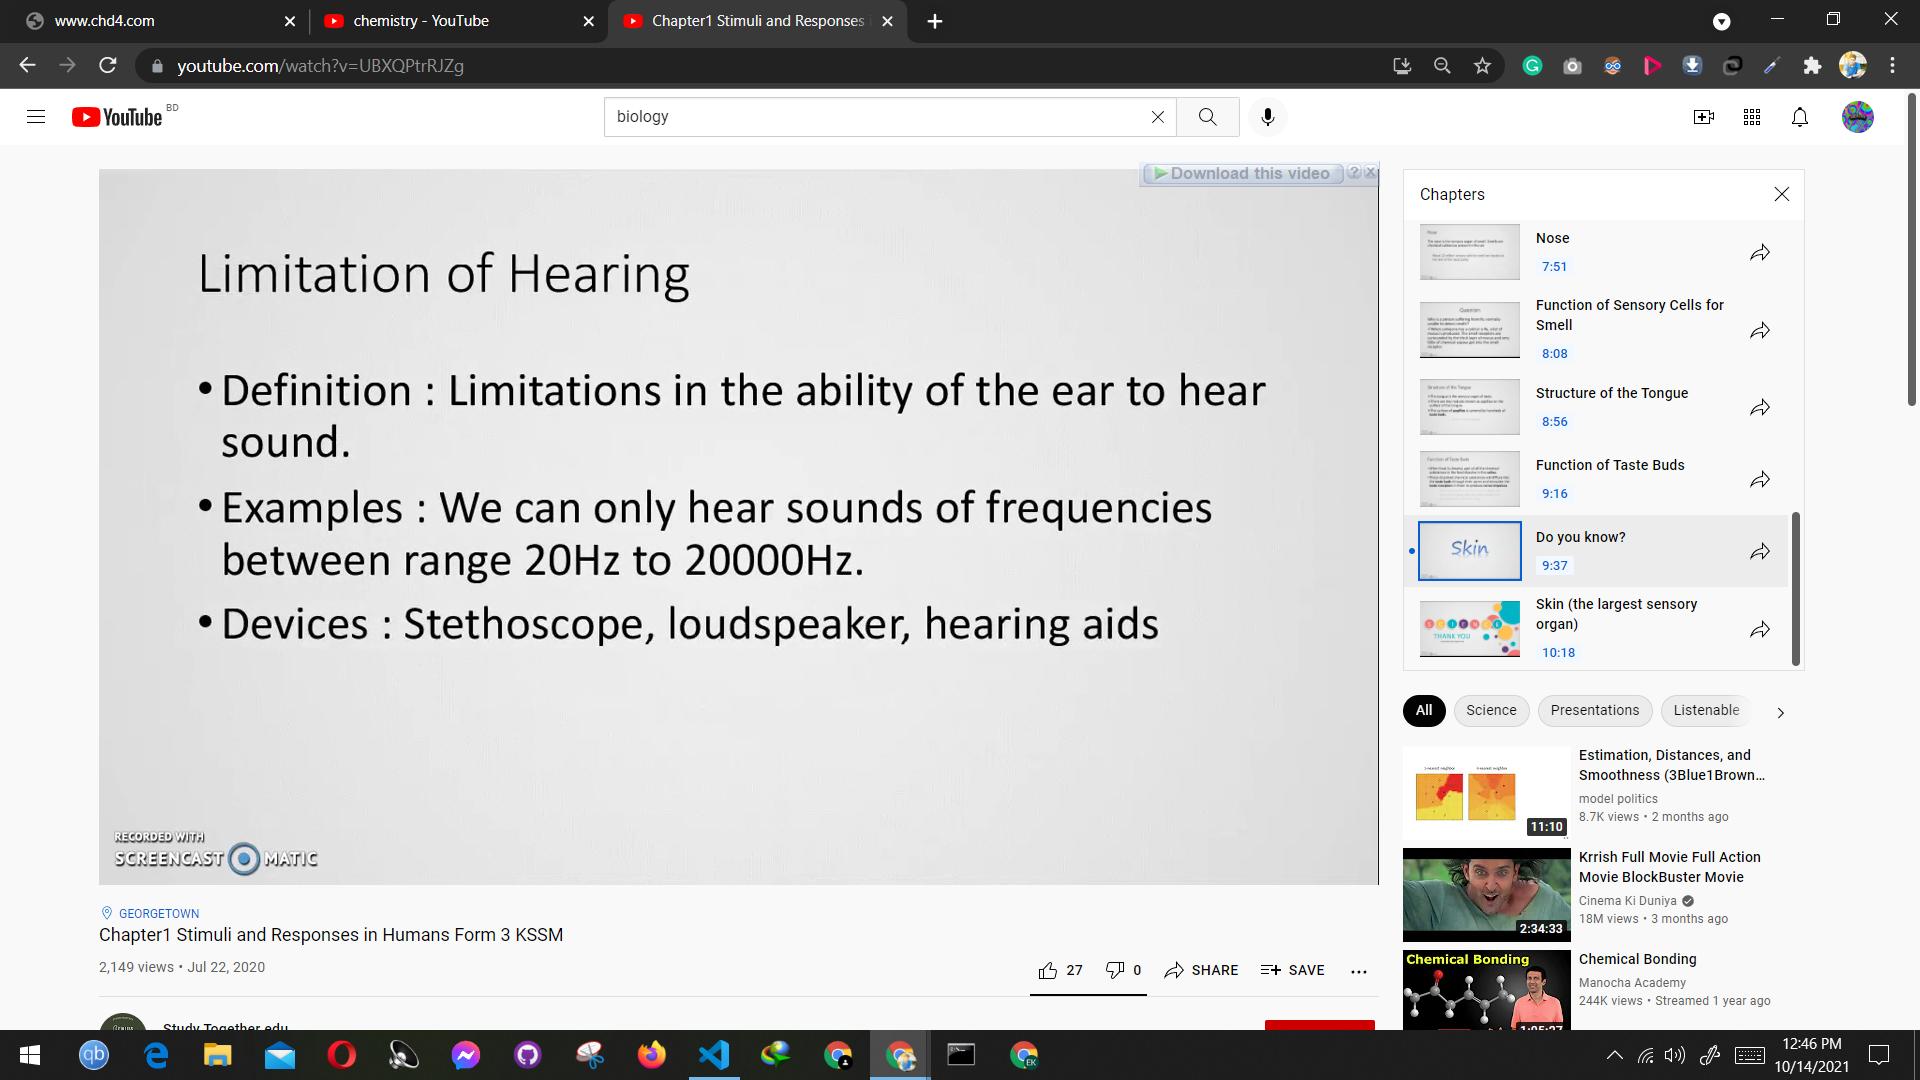 www.chd4.com
chemistry - YouTube
Chapter1 Stimuli and Responses
youtube.com/watch?v=UBXQPtrRJZg
YouTube BD
biology
Download this video
Limitation of Hearing
• Definition : Limitations in the ability of the ear to hear
sound.
• Examples : We can only hear sounds of frequencies
between range 20Hz to 20000Hz.
• Devices : Stethoscope, loudspeaker, hearing aids
RECORDED WITH
SCREENCAST MATIC
GEORGETOWN
Chapter1 Stimuli and Responses in Humans Form 3 KSSM
2,149 views • Jul 22, 2020
27
0
SHARE
SAVE
Study Together edu
Chapters
Nose
7:51
Function of Sensory Cells for
Smell
8:08
Structure of the Tongue
8:56
Function of Taste Buds
9:16
Skin
Do you know?
9:37
SCIENCE
THANK YOU
Skin (the largest sensory
organ)
10:18
All
Science
Presentations
Listenable
11:10
Estimation, Distances, and
Smoothness (3Blue1Brown...
model politics
8.7K views • 2 months ago
2:34:33
Krrish Full Movie Full Action
Movie BlockBuster Movie
Cinema Ki Duniya
18M views • 3 months ago
Chemical Bonding
Chemical Bonding
Manocha Academy
244K views • Streamed 1 year ago
qb
EK
12:46 PM
10/14/2021